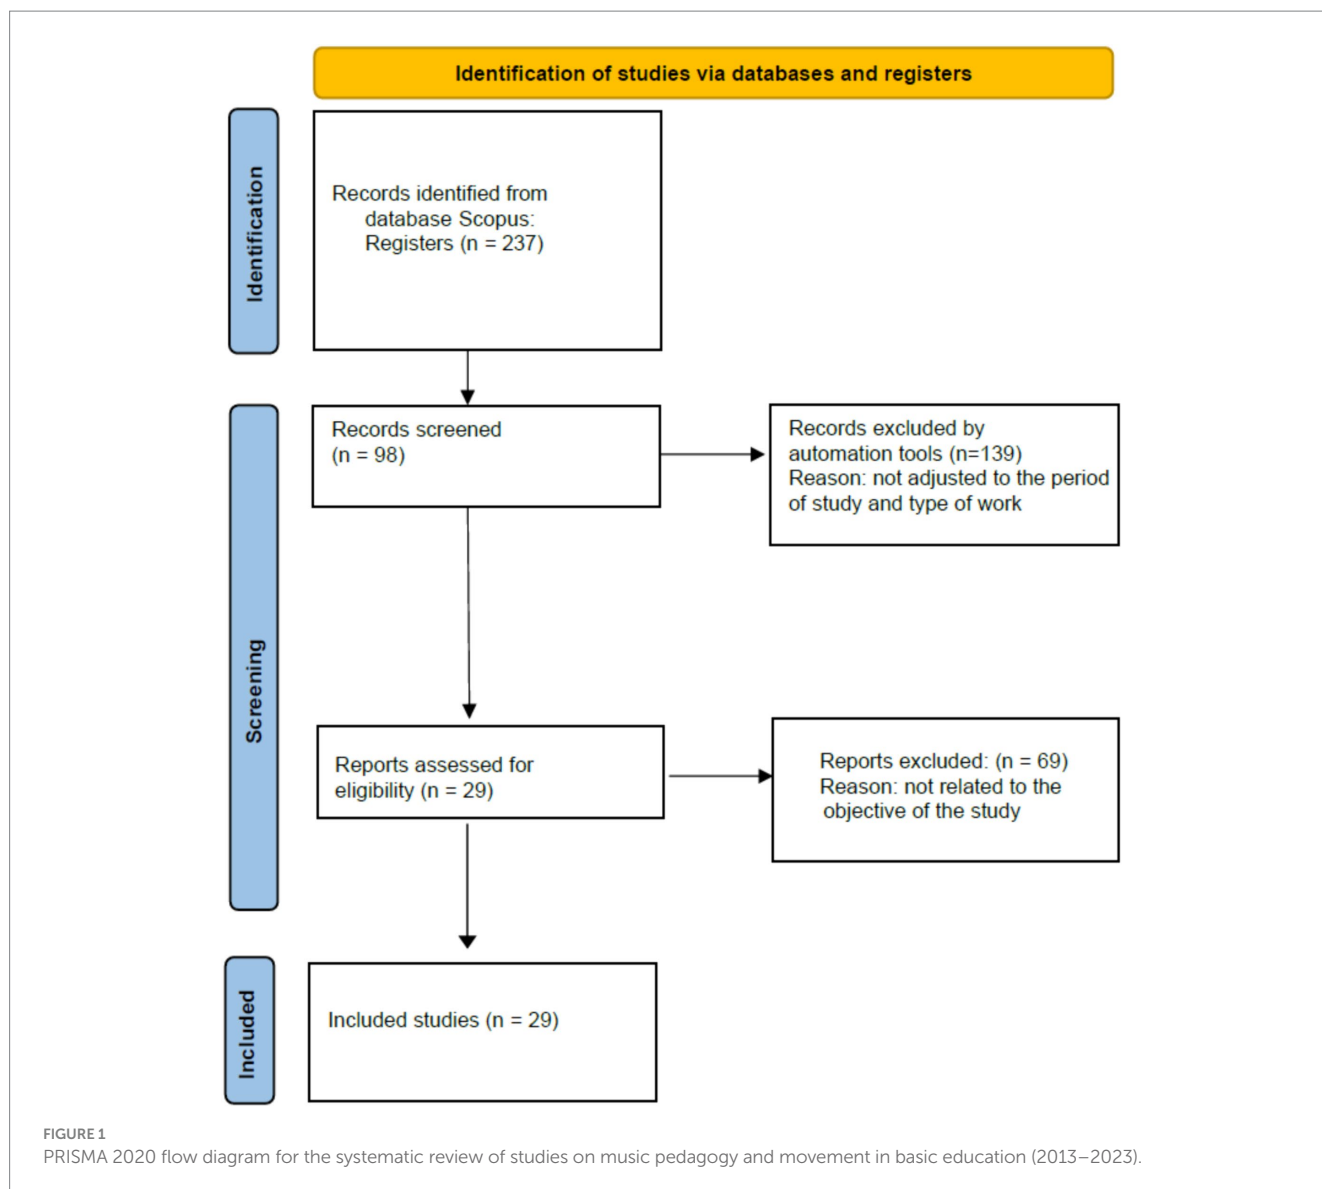 Identification of studies via databases and registers
Identification
Records identified from
database Scopus:
Registers (n = 237)
Screening
Records screened
(n = 98)
Records excluded by
automation tools (n=139)
Reason: not adjusted to the period
of study and type of work
Reports assessed for
eligibility (n = 29)
Reports excluded: (n = 69)
Reason: not related to the
objective of the study
Included
Included studies (n = 29)
FIGURE 1
PRISMA 2020 flow diagram for the systematic review of studies on music pedagogy and movement in basic education (2013–2023).